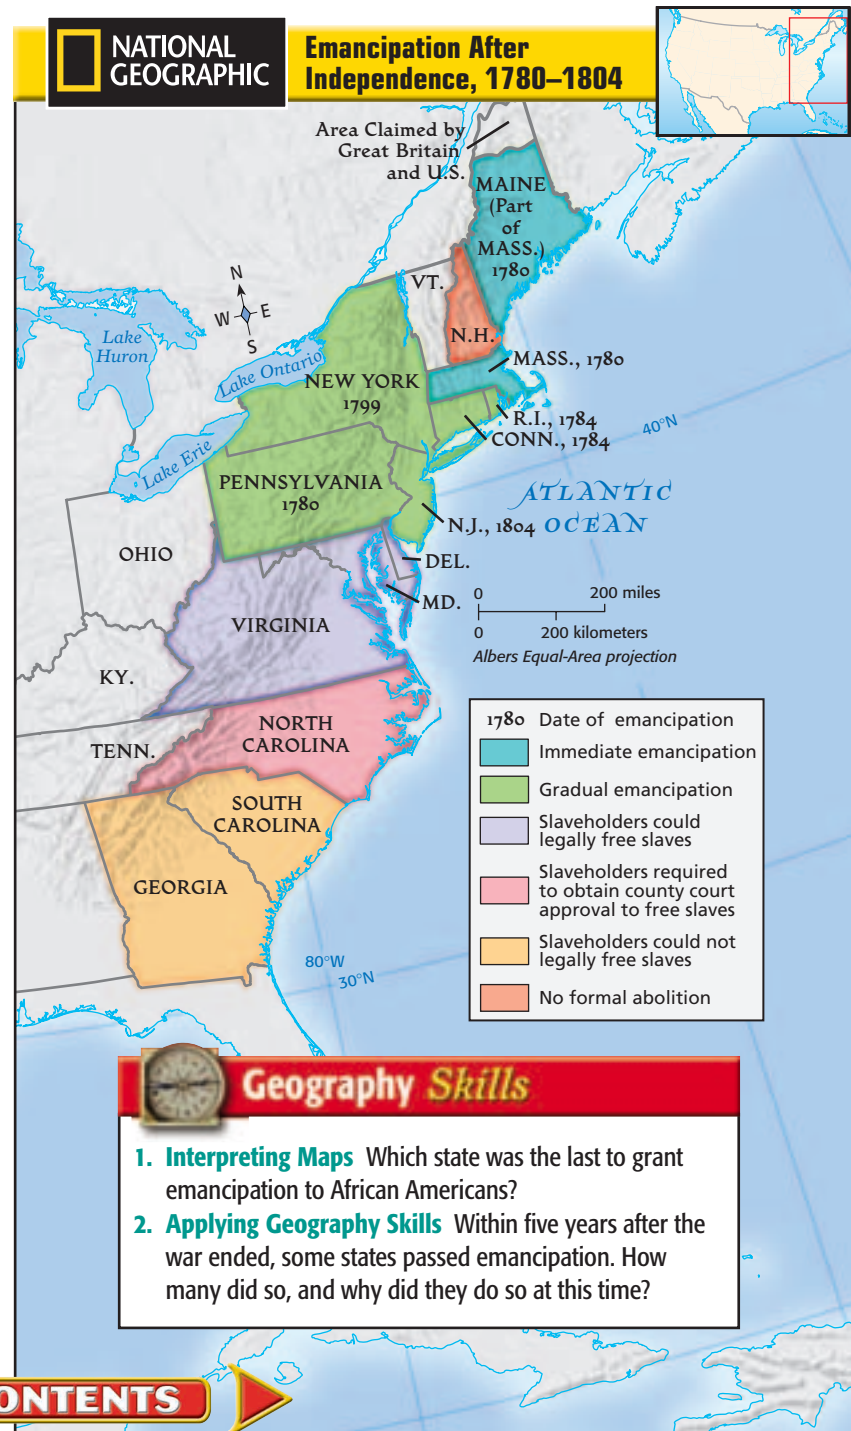 NATIONAL
GEOGRAPHIC
Emancipation After
Independence, 1780–1804
Area Claimed by
Great Britain
and U.S.
MAINE
(Part
of
MASS.)
1780
VT.
N.H.
N
W E
S
Lake
Huron
Lake Ontario
NEW YORK
1799
MASS., 1780
R.I., 1784
CONN., 1784
40°N
Lake Erie
PENNSYLVANIA
1780
ATLANTIC
OCEAN
N.J., 1804
OHIO
DEL.
MD.
0 200 miles
0 200 kilometers
Albers Equal-Area projection
VIRGINIA
KY.
NORTH
CAROLINA
TENN.
SOUTH
CAROLINA
GEORGIA
80°W
30°N
1780 Date of emancipation
Immediate emancipation
Gradual emancipation
Slaveholders could
legally free slaves
Slaveholders required
to obtain county court
approval to free slaves
Slaveholders could not
legally free slaves
No formal abolition
Geography Skills
1. Interpreting Maps Which state was the last to grant
emancipation to African Americans?
2. Applying Geography Skills Within five years after the
war ended, some states passed emancipation. How
many did so, and why did they do so at this time?
ONTENTS